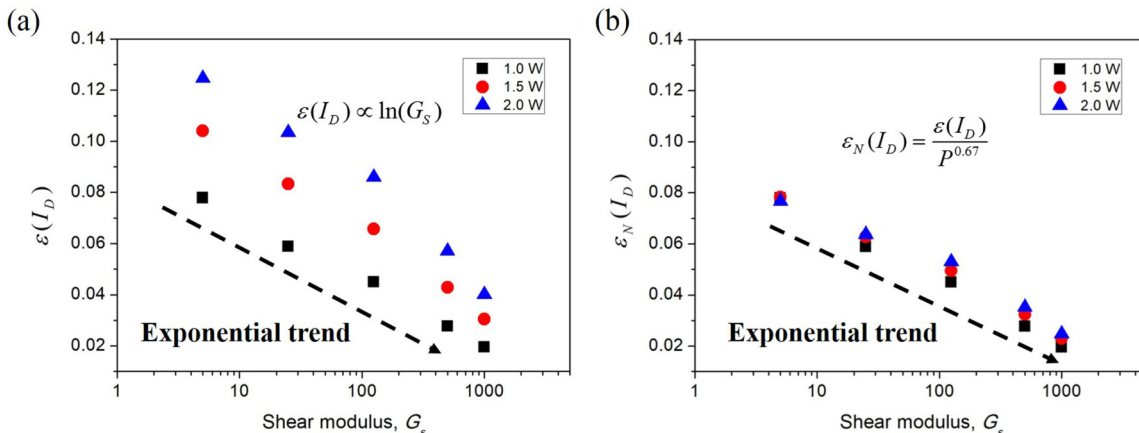 (a)
0.14
0.12
0.10
0.08
0.06
0.04
0.02
ε(I_D)
1.0 W
1.5 W
2.0 W
ε(I_D) ∝ ln(G_S)
Exponential trend
1 10 100 1000
Shear modulus, G_s
(b)
0.14
0.12
0.10
0.08
0.06
0.04
0.02
ε_N(I_D)
1.0 W
1.5 W
2.0 W
ε_N(I_D) = ε(I_D) / P^0.67
Exponential trend
1 10 100 1000
Shear modulus, G_s